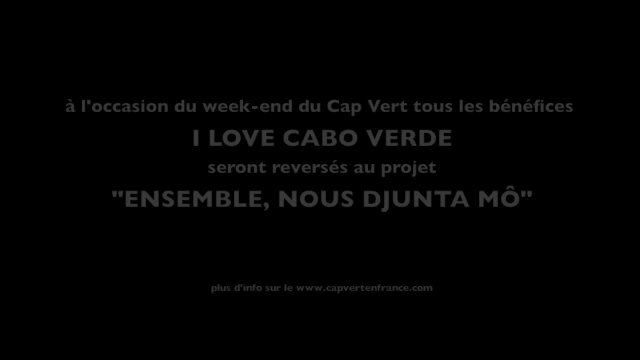 à l'occasion du week-end du Cap Vert tous les bénéfices
I LOVE CABO VERDE
seront reversés au projet
"ENSEMBLE, NOUS DJUNTA MÔ"
plus d'info sur le www.capvertenfrance.com